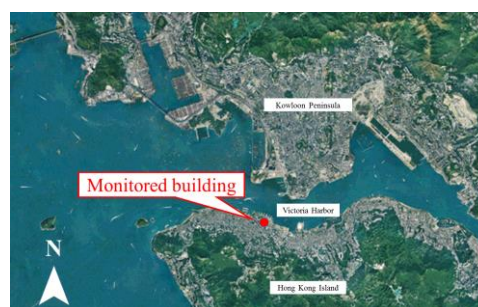 Kowloon Peninsula
Monitored building
Victoria Harbor
N
Hong Kong Island